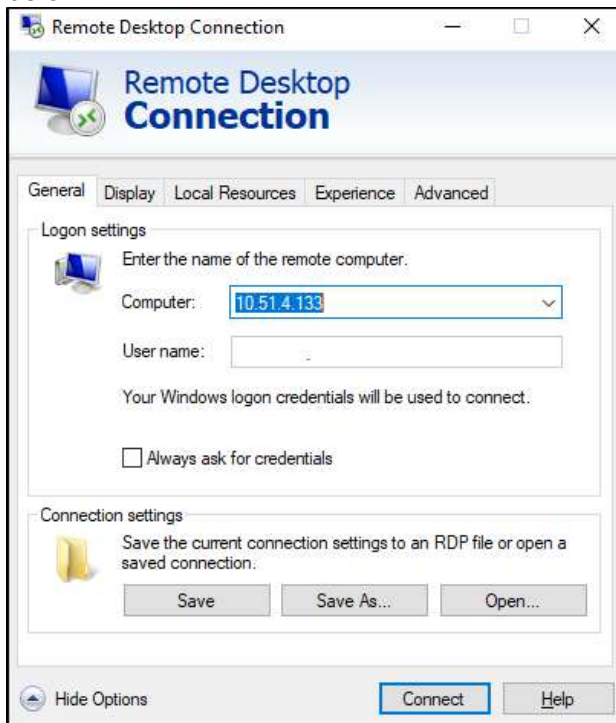 Remote Desktop Connection
Remote Desktop
Connection
General Display Local Resources Experience Advanced
Logon settings
Enter the name of the remote computer.
Computer: 10.51.4.133
User name: .
Your Windows logon credentials will be used to connect.
Always ask for credentials
Connection settings
Save the current connection settings to an RDP file or open a
saved connection.
Save Save As... Open...
Hide Options Connect Help